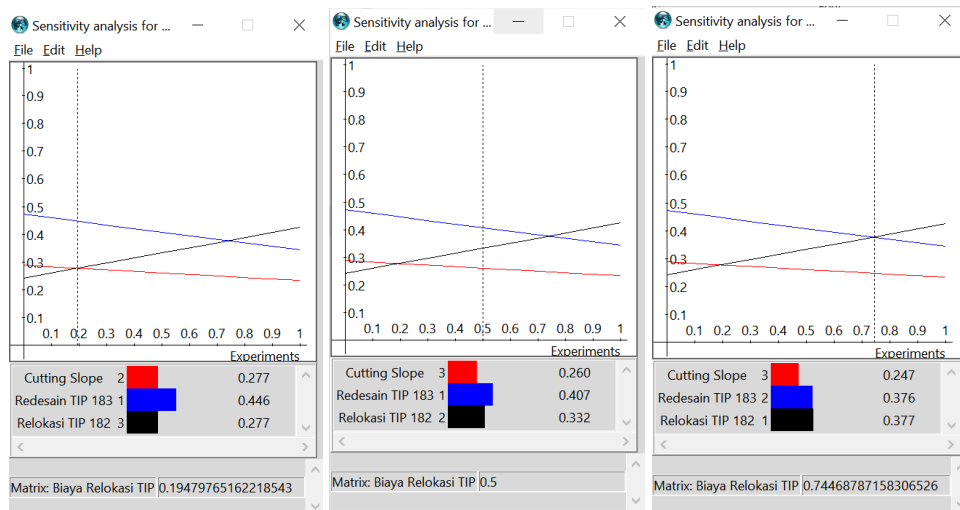 Sensitivity analysis for ...
File Edit Help
1
0.9
0.8
0.7
0.6
0.5
0.4
0.3
0.2
0.1
0.1 0.2 0.3 0.4 0.5 0.6 0.7 0.8 0.9 1
Experiments
Cutting Slope 2 0.277
Redesain TIP 183 1 0.446
Relokasi TIP 182 3 0.277
Matrix: Biaya Relokasi TIP 0.19479765162218543
Sensitivity analysis for ...
File Edit Help
1
0.9
0.8
0.7
0.6
0.5
0.4
0.3
0.2
0.1
0.1 0.2 0.3 0.4 0.5 0.6 0.7 0.8 0.9 1
Experiments
Cutting Slope 3 0.260
Redesain TIP 183 1 0.407
Relokasi TIP 182 2 0.332
Matrix: Biaya Relokasi TIP 0.5
Sensitivity analysis for ...
File Edit Help
1
0.9
0.8
0.7
0.6
0.5
0.4
0.3
0.2
0.1
0.1 0.2 0.3 0.4 0.5 0.6 0.7 0.8 0.9 1
Experiments
Cutting Slope 3 0.247
Redesain TIP 183 2 0.376
Relokasi TIP 182 1 0.377
Matrix: Biaya Relokasi TIP 0.74468787158306526